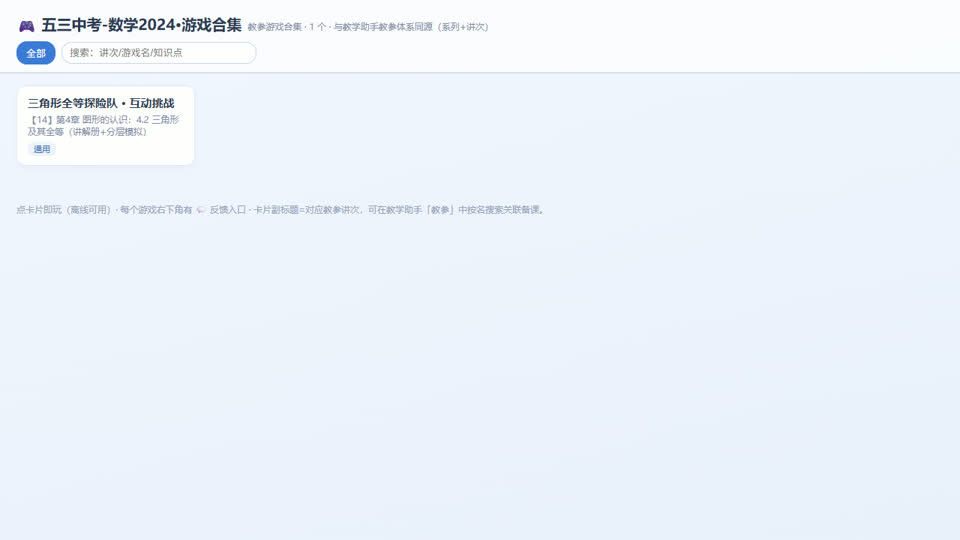 🎮 五三中考-数学2024·游戏合集 教参游戏合集 · 1 个 · 与教学助手教参体系同源（系列+讲次）
全部 搜索：讲次/游戏名/知识点
三角形全等探险队·互动挑战
【14】第4章 图形的认识：4.2 三角形
及其全等（讲解册+分层模拟）
通用
点卡片即玩（离线可用）· 每个游戏右下角有 💬 反馈入口 · 卡片副标题=对应教参讲次，可在教学助手「教参」中按名搜索关联备课。